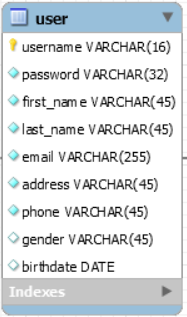 user
username VARCHAR(16)
password VARCHAR(32)
first_name VARCHAR(45)
last_name VARCHAR(45)
email VARCHAR(255)
address VARCHAR(45)
phone VARCHAR(45)
gender VARCHAR(45)
birthdate DATE
Indexes